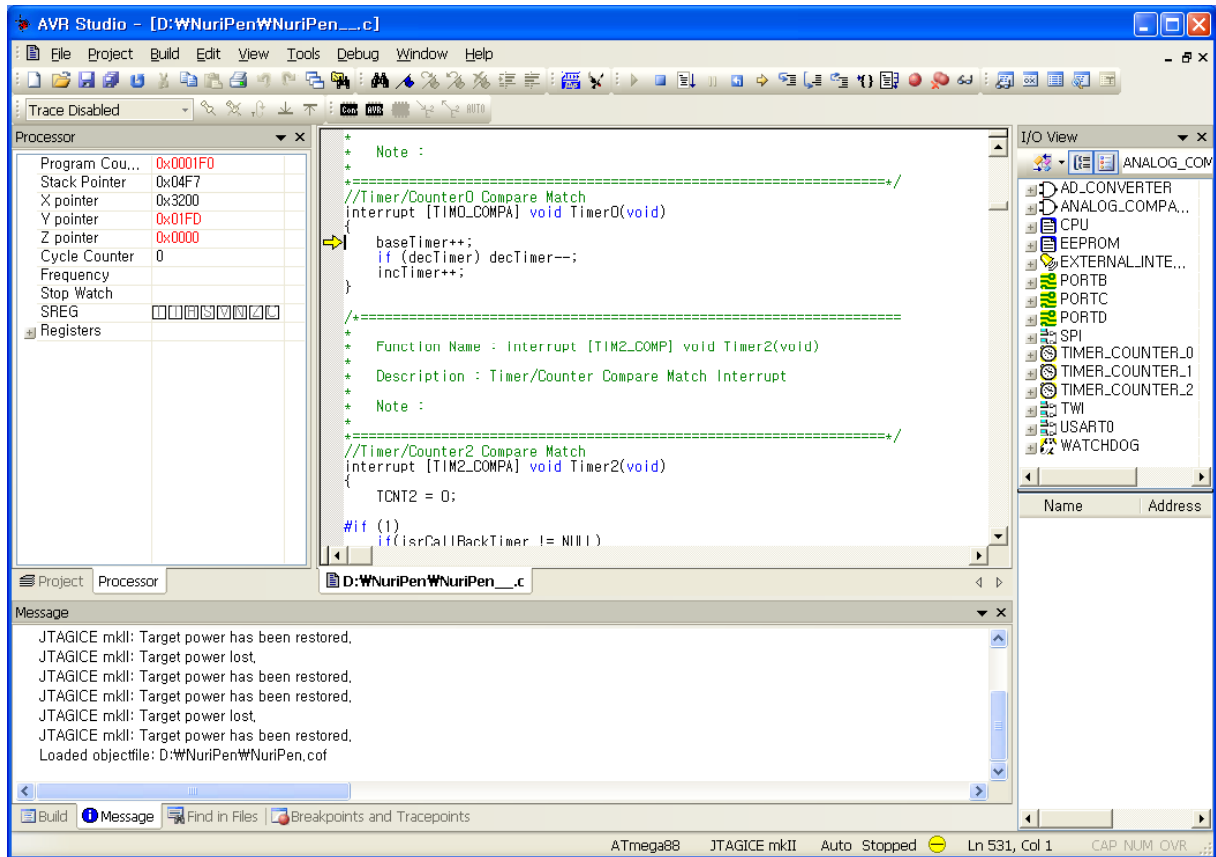 AVR Studio - [D:₩NuriPen₩NuriPen__.c]
File Project Build Edit View Tools Debug Window Help
Trace Disabled
Con AVR AUTO
Processor
Program Cou... 0x0001F0
Stack Pointer 0x04F7
X pointer 0x3200
Y pointer 0x01FD
Z pointer 0x0000
Cycle Counter 0
Frequency
Stop Watch
SREG I T H S V N Z C
Registers
Project Processor
*
* Note :
*
*==================================================================*/
//Timer/Counter0 Compare Match
interrupt [TIM0_COMPA] void Timer0(void)
{
baseTimer++;
if (decTimer) decTimer--;
incTimer++;
}
/*===================================================================
*
* Function Name : Interrupt [TIM2_COMP] void Timer2(void)
*
* Description : Timer/Counter Compare Match Interrupt
*
* Note :
*
*==================================================================*/
//Timer/Counter2 Compare Match
interrupt [TIM2_COMPA] void Timer2(void)
{
TCNT2 = 0;
#if (1)
if(isrCallBackTimer != NULL)
D:₩NuriPen₩NuriPen__.c
I/O View
ANALOG_COM
AD_CONVERTER
ANALOG_COMPA...
CPU
EEPROM
EXTERNAL_INTE...
PORTB
PORTC
PORTD
SPI
TIMER_COUNTER_0
TIMER_COUNTER_1
TIMER_COUNTER_2
TWI
USART0
WATCHDOG
Name Address
Message
JTAGICE mkII: Target power has been restored.
JTAGICE mkII: Target power lost.
JTAGICE mkII: Target power has been restored.
JTAGICE mkII: Target power has been restored.
JTAGICE mkII: Target power lost.
JTAGICE mkII: Target power has been restored.
Loaded objectfile: D:₩NuriPen₩NuriPen.cof
Build Message Find in Files Breakpoints and Tracepoints
ATmega88 JTAGICE mkII Auto Stopped Ln 531, Col 1 CAP NUM OVR